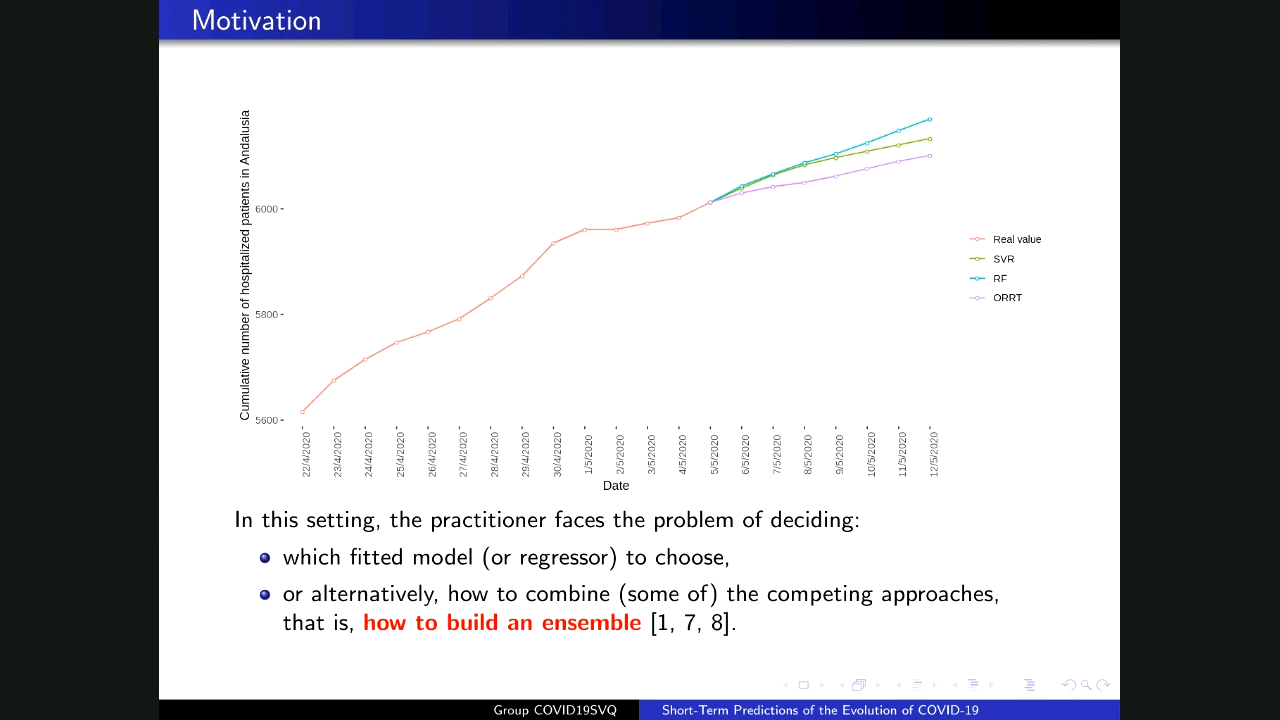 Motivation
Cumulative number of hospitalized patients in Andalusia
6000
5800
5600
22/4/2020
23/4/2020
24/4/2020
25/4/2020
26/4/2020
27/4/2020
28/4/2020
29/4/2020
30/4/2020
1/5/2020
2/5/2020
3/5/2020
4/5/2020
5/5/2020
6/5/2020
7/5/2020
8/5/2020
9/5/2020
10/5/2020
11/5/2020
12/5/2020
Date
Real value
SVR
RF
ORRT
In this setting, the practitioner faces the problem of deciding:
which fitted model (or regressor) to choose,
or alternatively, how to combine (some of) the competing approaches,
that is, how to build an ensemble [1, 7, 8].
Group COVID19SVQ
Short-Term Predictions of the Evolution of COVID-19